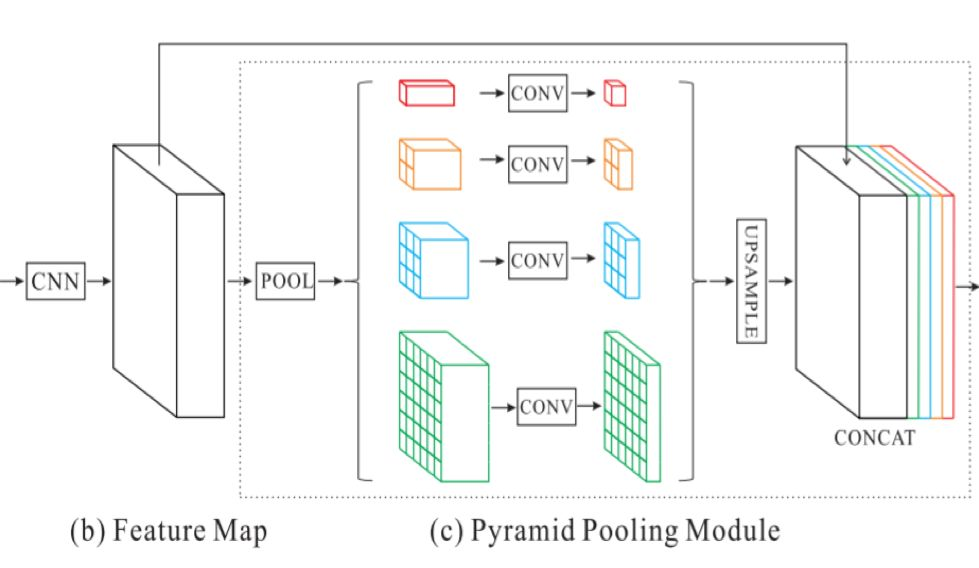 CONV
CONV
CNN
POOL
CONV
UPSAMPLE
CONV
CONCAT
(b) Feature Map
(c) Pyramid Pooling Module